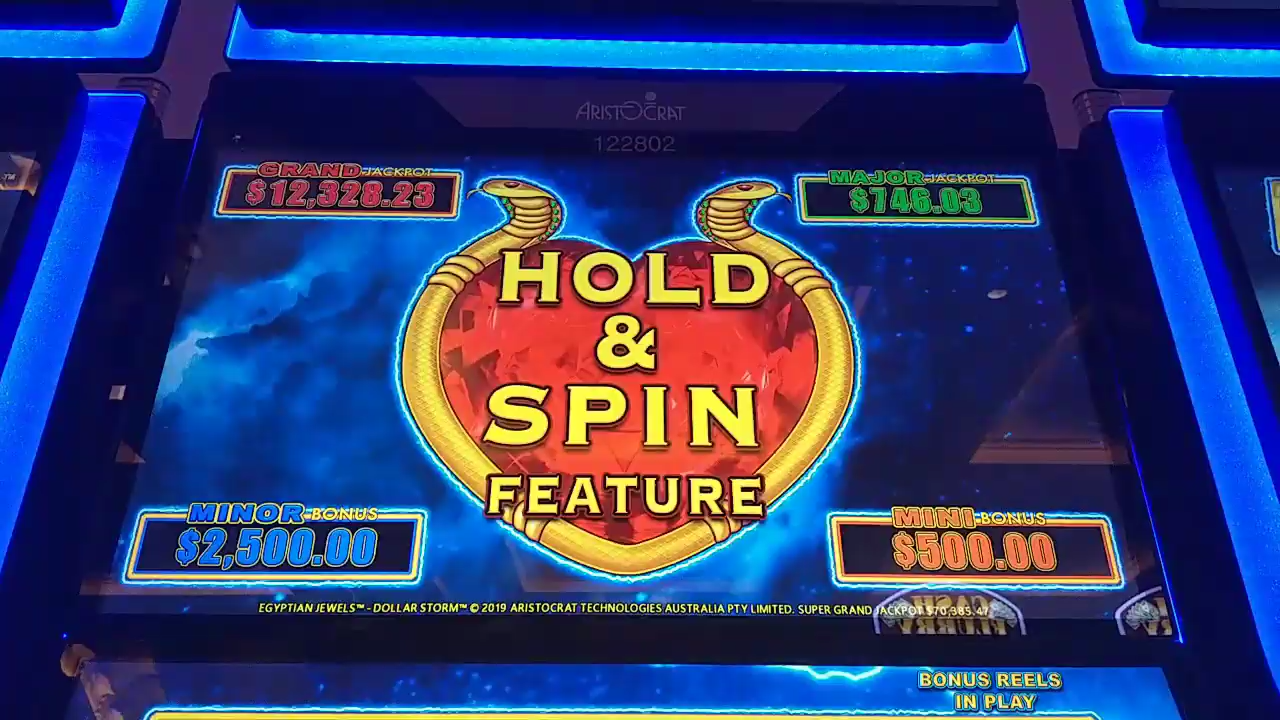 ARISTOCRAT
122802
GRAND JACKPOT
$12,328.23
MAJOR JACKPOT
$746.03
HOLD
&
SPIN
FEATURE
MINOR BONUS
$2,500.00
MINI BONUS
$500.00
EGYPTIAN JEWELS™ - DOLLAR STORM™ © 2019 ARISTOCRAT TECHNOLOGIES AUSTRALIA PTY LIMITED. SUPER GRAND JACKPOT $70,385.47
BONUS REELS
IN PLAY